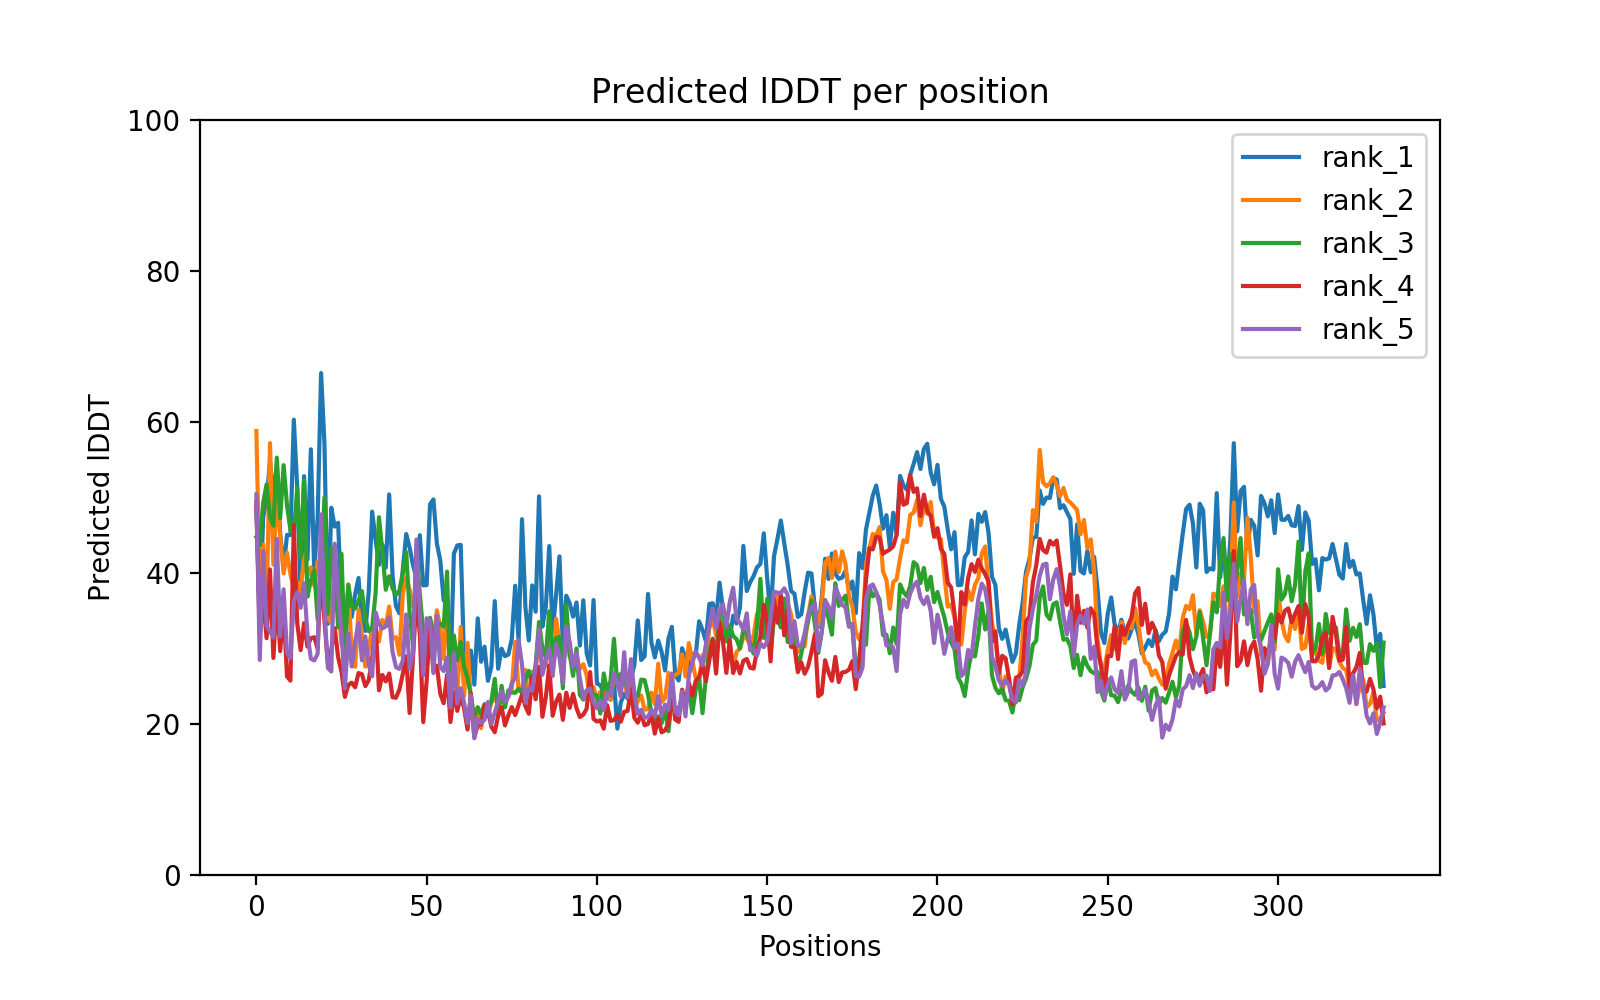 Predicted lDDT per position
100
80
60
40
20
0
Predicted lDDT
0 50 100 150 200 250 300
Positions
rank_1
rank_2
rank_3
rank_4
rank_5